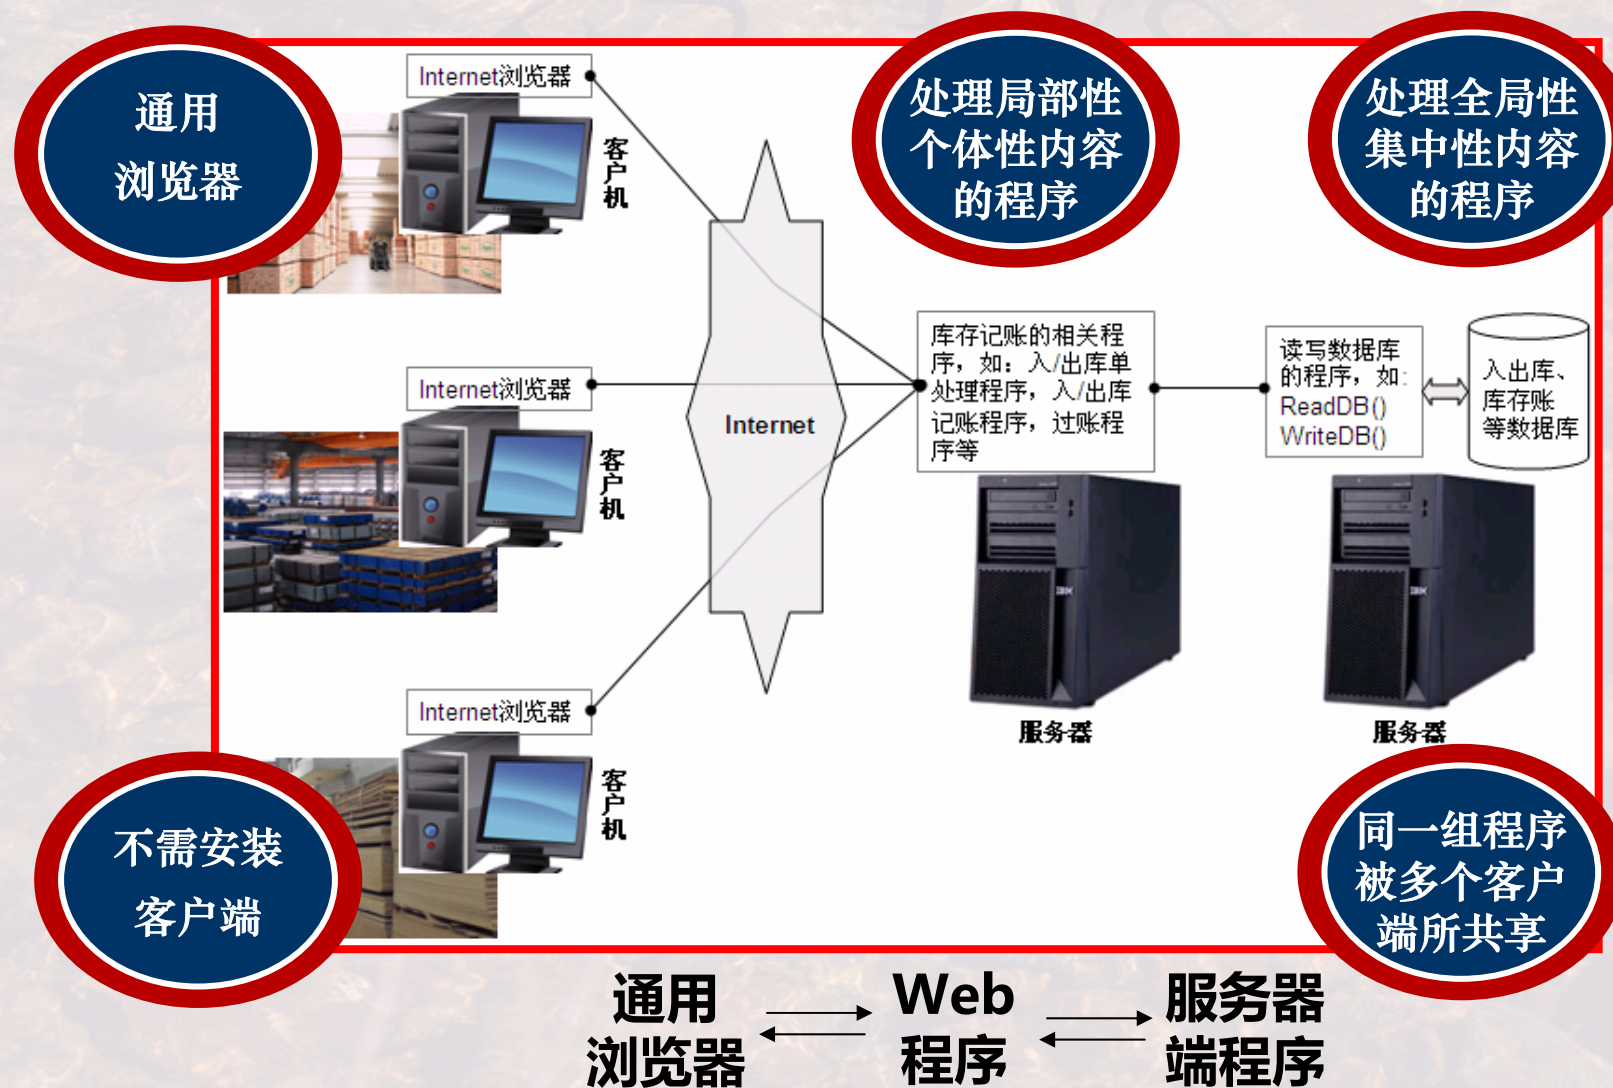 通用
浏览器
处理局部性
个体性内容
的程序
处理全局性
集中性内容
的程序
Internet浏览器
客户机
Internet浏览器
客户机
Internet浏览器
客户机
Internet
库存记账的相关程
序，如：入/出库单
处理程序，入/出库
记账程序，过账程
序等
读写数据库
的程序，如:
ReadDB()
WriteDB()
入出库、
库存账
等数据库
IBM
服务器
IBM
服务器
不需安装
客户端
同一组程序
被多个客户
端所共享
通用
浏览器
Web
程序
服务器
端程序